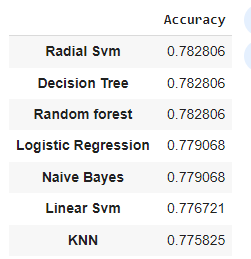 Accuracy
Radial Svm 0.782806
Decision Tree 0.782806
Random forest 0.782806
Logistic Regression 0.779068
Naive Bayes 0.779068
Linear Svm 0.776721
KNN 0.775825